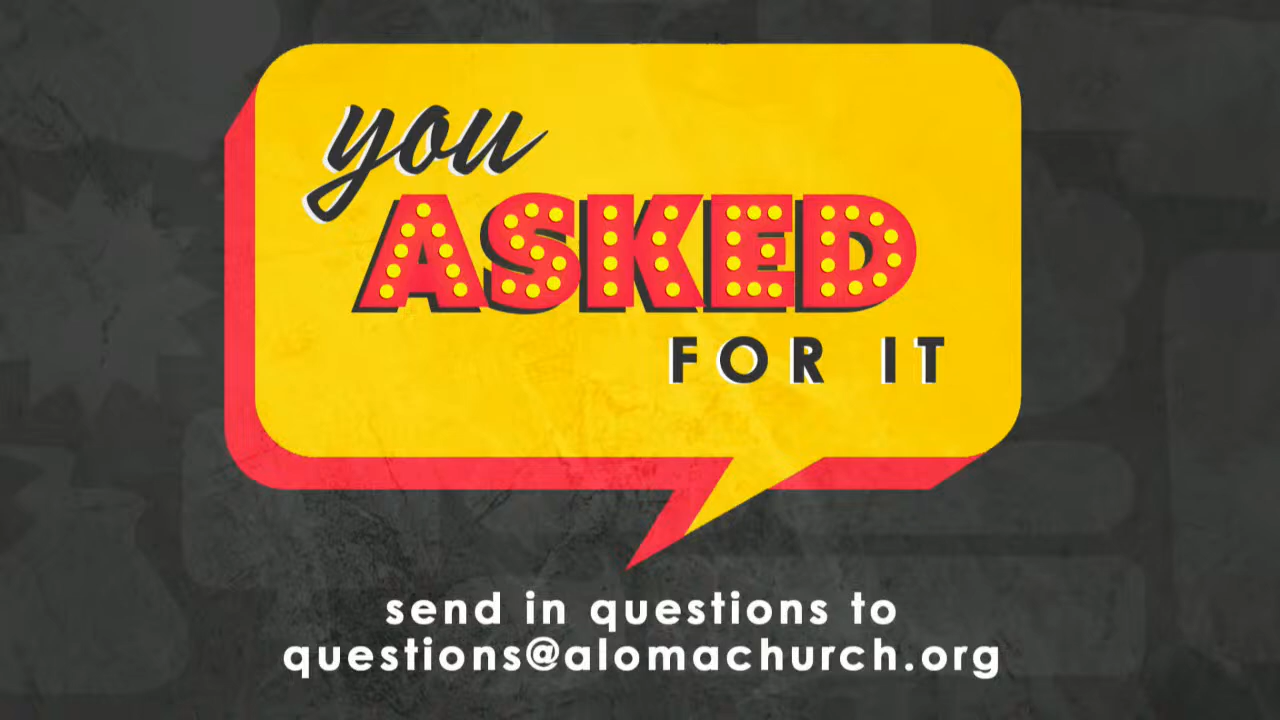 you
ASKED
FOR IT
send in questions to
questions@alomachurch.org